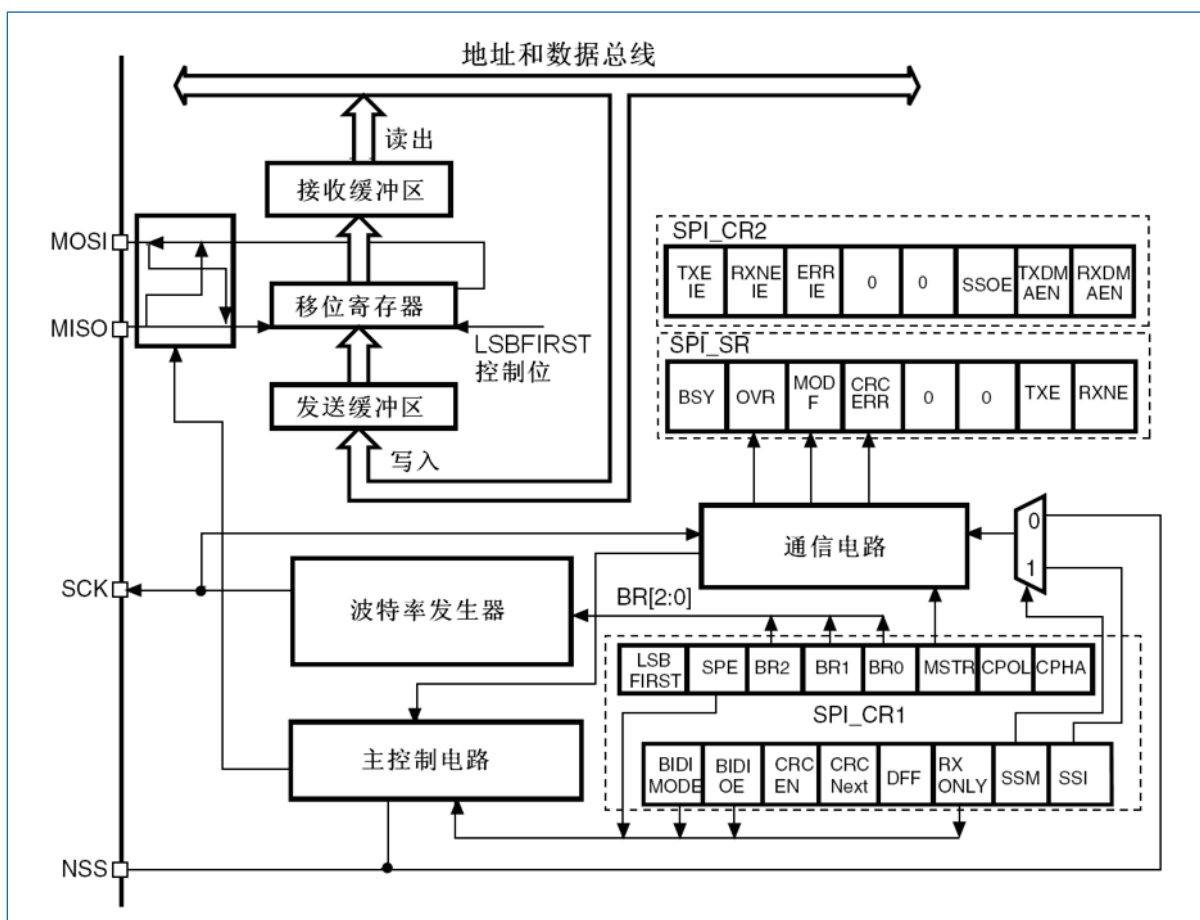 地址和数据总线
读出
接收缓冲区
MOSI
移位寄存器
MISO
LSBFIRST
控制位
发送缓冲区
写入
SPI_CR2
TXE
IE
RXNE
IE
ERR
IE
0
0
SSOE
TXDM
AEN
RXDM
AEN
SPI_SR
BSY
OVR
MOD
F
CRC
ERR
0
0
TXE
RXNE
通信电路
0
1
SCK
波特率发生器
BR[2:0]
LSB
FIRST
SPE
BR2
BR1
BR0
MSTR
CPOL
CPHA
SPI_CR1
主控制电路
BIDI
MODE
BIDI
OE
CRC
EN
CRC
Next
DFF
RX
ONLY
SSM
SSI
NSS